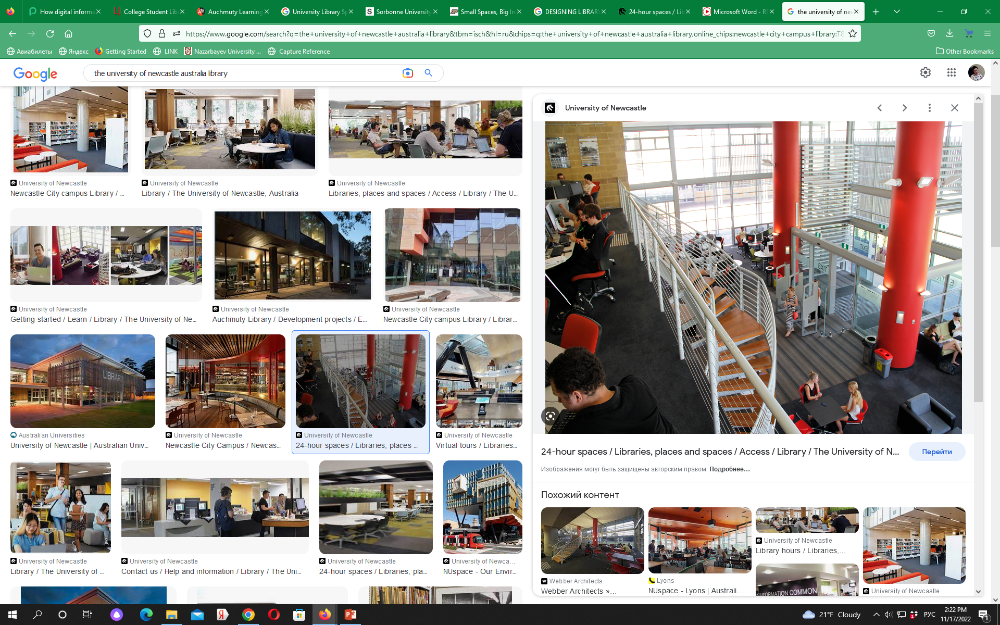 How digital informa
College Student Lib
Auchmuty Learning
University Library Sp
Sorbonne University
Small Spaces, Big Im
DESIGNING LIBRARY
24-hour spaces / Lib
Microsoft Word - RE
the university of new
https://www.google.com/search?q=the+university+of+newcastle+australia+library&tbm=isch&hl=ru&chips=q:the+university+of+newcastle+australia+library,online_chips:newcastle+city+campus+library:T8
Авиабилеты
Яндекс
Getting Started
LINK
Nazarbayev University ...
Capture Reference
Other Bookmarks
Google
the university of newcastle australia library
University of Newcastle
Newcastle City campus Library / ...
University of Newcastle
Library / The University of Newcastle, Australia
University of Newcastle
Libraries, places and spaces / Access / Library / The U...
University of Newcastle
Getting started / Learn / Library / The University of Ne...
University of Newcastle
Auchmuty Library / Development projects / E...
University of Newcastle
Newcastle City campus Library / Librar...
LIBRARY
Australian Universities
University of Newcastle | Australian Univ...
University of Newcastle
Newcastle City Campus / Newcas...
University of Newcastle
24-hour spaces / Libraries, places ...
University of Newcastle
Virtual tours / Libraries...
University of Newcastle
Library / The University of ...
University of Newcastle
Contact us / Help and information / Library / The Uni...
University of Newcastle
24-hour spaces / Libraries, pla...
University of Newca...
NUspace - Our Envir...
University of Newcastle
EXIT
EXIT
24-hour spaces / Libraries, places and spaces / Access / Library / The University of N...
Перейти
Изображения могут быть защищены авторским правом. Подробнее...
Похожий контент
Webber Architects
Webber Architects »...
Lyons
NUspace - Lyons | Australi...
University of Newcastle
Library hours / Libraries,...
INFORMATION COMMON
University of Newcastle
21°F Cloudy
РУС
2:22 PM
11/17/2022
1